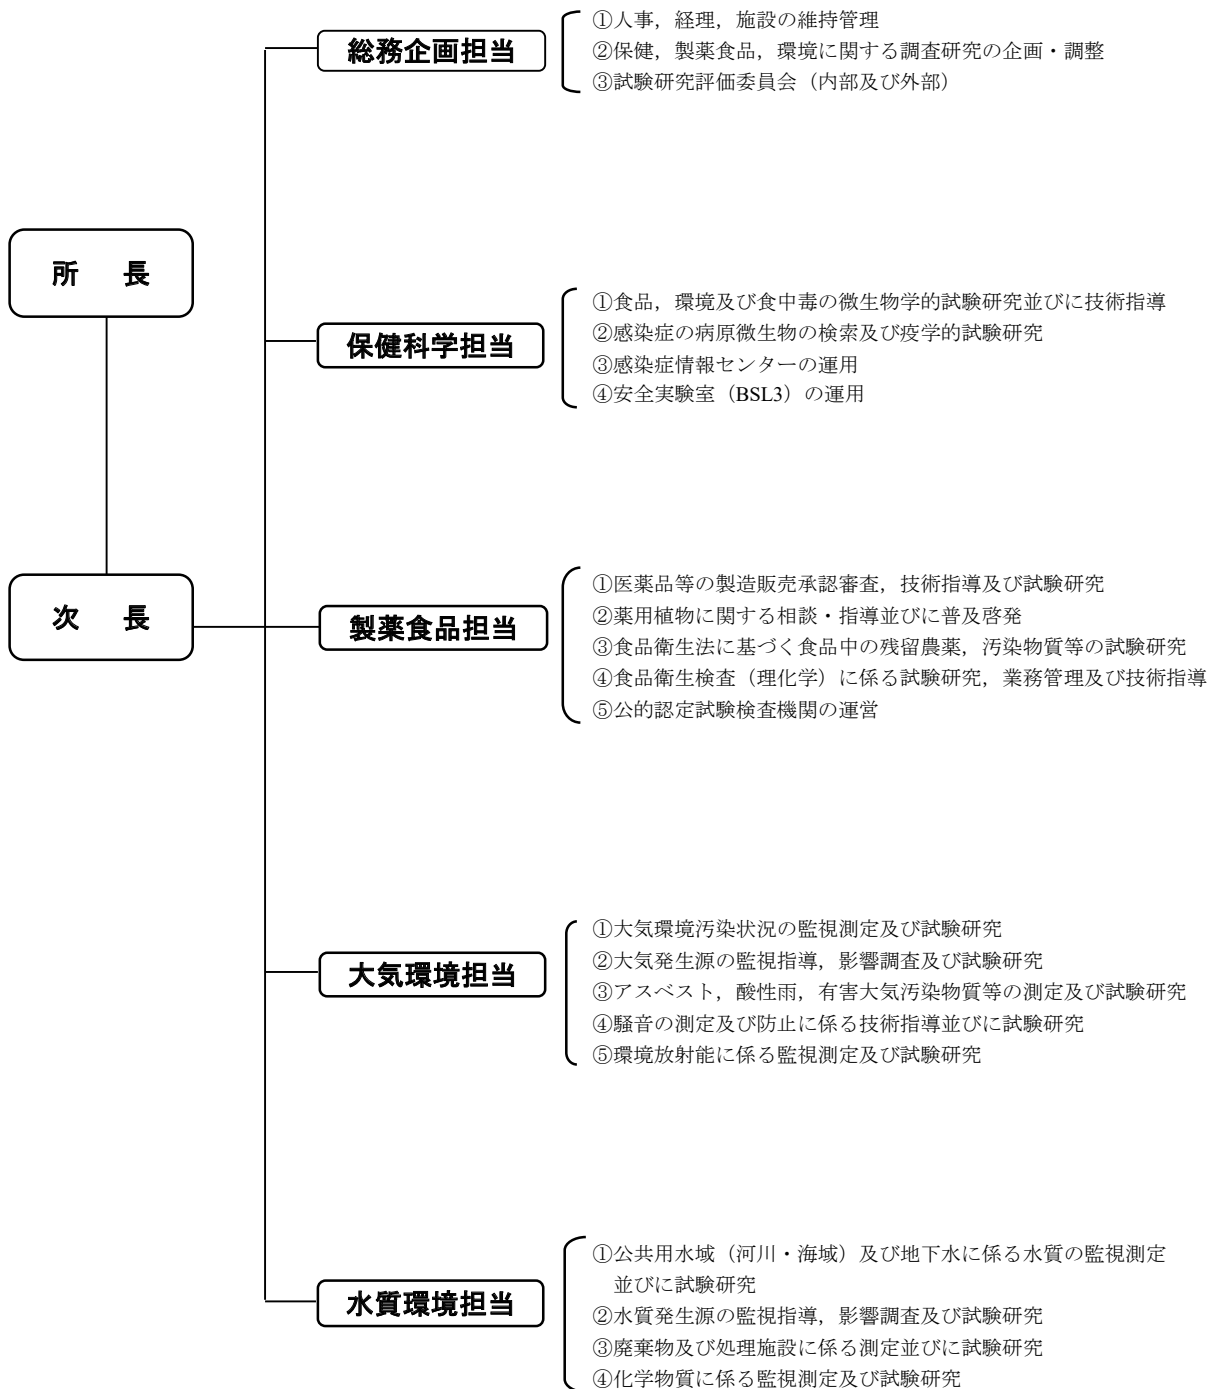 総務企画担当
①人事，経理，施設の維持管理
②保健，製薬食品，環境に関する調査研究の企画・調整
③試験研究評価委員会（内部及び外部）
所　長
保健科学担当
①食品，環境及び食中毒の微生物学的試験研究並びに技術指導
②感染症の病原微生物の検索及び疫学的試験研究
③感染症情報センターの運用
④安全実験室（BSL3）の運用
次　長
製薬食品担当
①医薬品等の製造販売承認審査，技術指導及び試験研究
②薬用植物に関する相談・指導並びに普及啓発
③食品衛生法に基づく食品中の残留農薬，汚染物質等の試験研究
④食品衛生検査（理化学）に係る試験研究，業務管理及び技術指導
⑤公的認定試験検査機関の運営
大気環境担当
①大気環境汚染状況の監視測定及び試験研究
②大気発生源の監視指導，影響調査及び試験研究
③アスベスト，酸性雨，有害大気汚染物質等の測定及び試験研究
④騒音の測定及び防止に係る技術指導並びに試験研究
⑤環境放射能に係る監視測定及び試験研究
水質環境担当
①公共用水域（河川・海域）及び地下水に係る水質の監視測定
並びに試験研究
②水質発生源の監視指導，影響調査及び試験研究
③廃棄物及び処理施設に係る測定並びに試験研究
④化学物質に係る監視測定及び試験研究